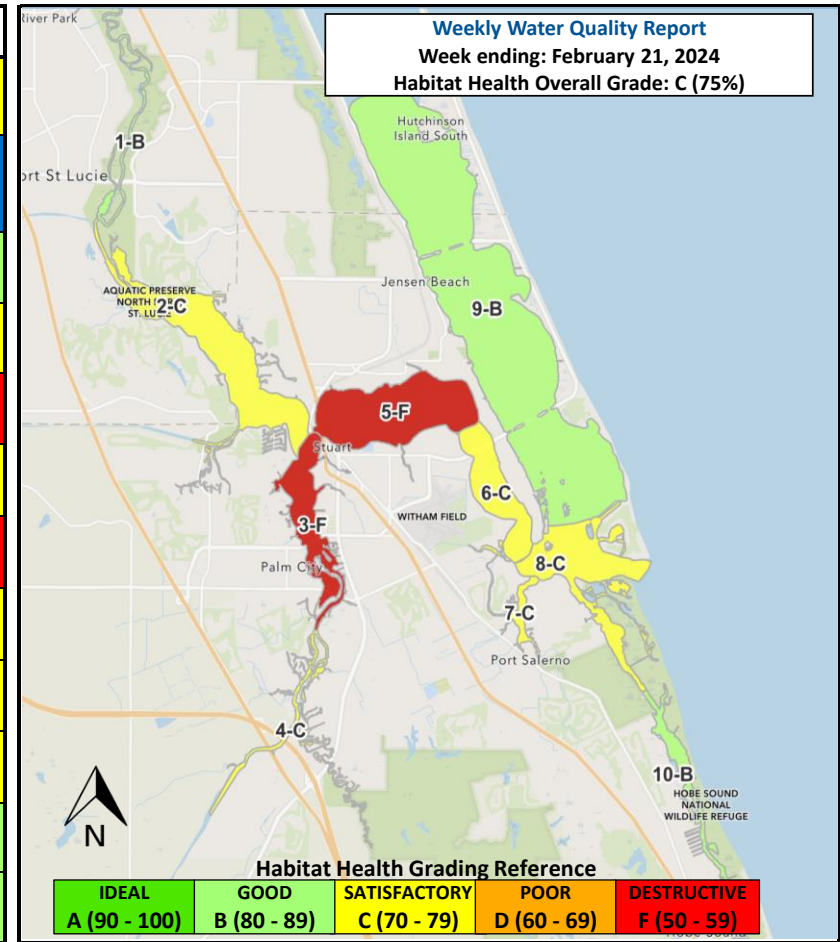 River Park
Weekly Water Quality Report
Week ending: February 21, 2024
Habitat Health Overall Grade: C (75%)
Hutchinson
Island South
1-B
ort St Lucie
Jensen Beach
AQUATIC PRESERVE
NORTH
ST. LUCIE
2-C
9-B
5-F
Stuart
6-C
WITHAM FIELD
3-F
8-C
Palm City
7-C
Port Salerno
4-C
10-B
HOBE SOUND
NATIONAL
WILDLIFE REFUGE
N
Habitat Health Grading Reference
IDEAL GOOD SATISFACTORY POOR DESTRUCTIVE
A (90 - 100) B (80 - 89) C (70 - 79) D (60 - 69) F (50 - 59)